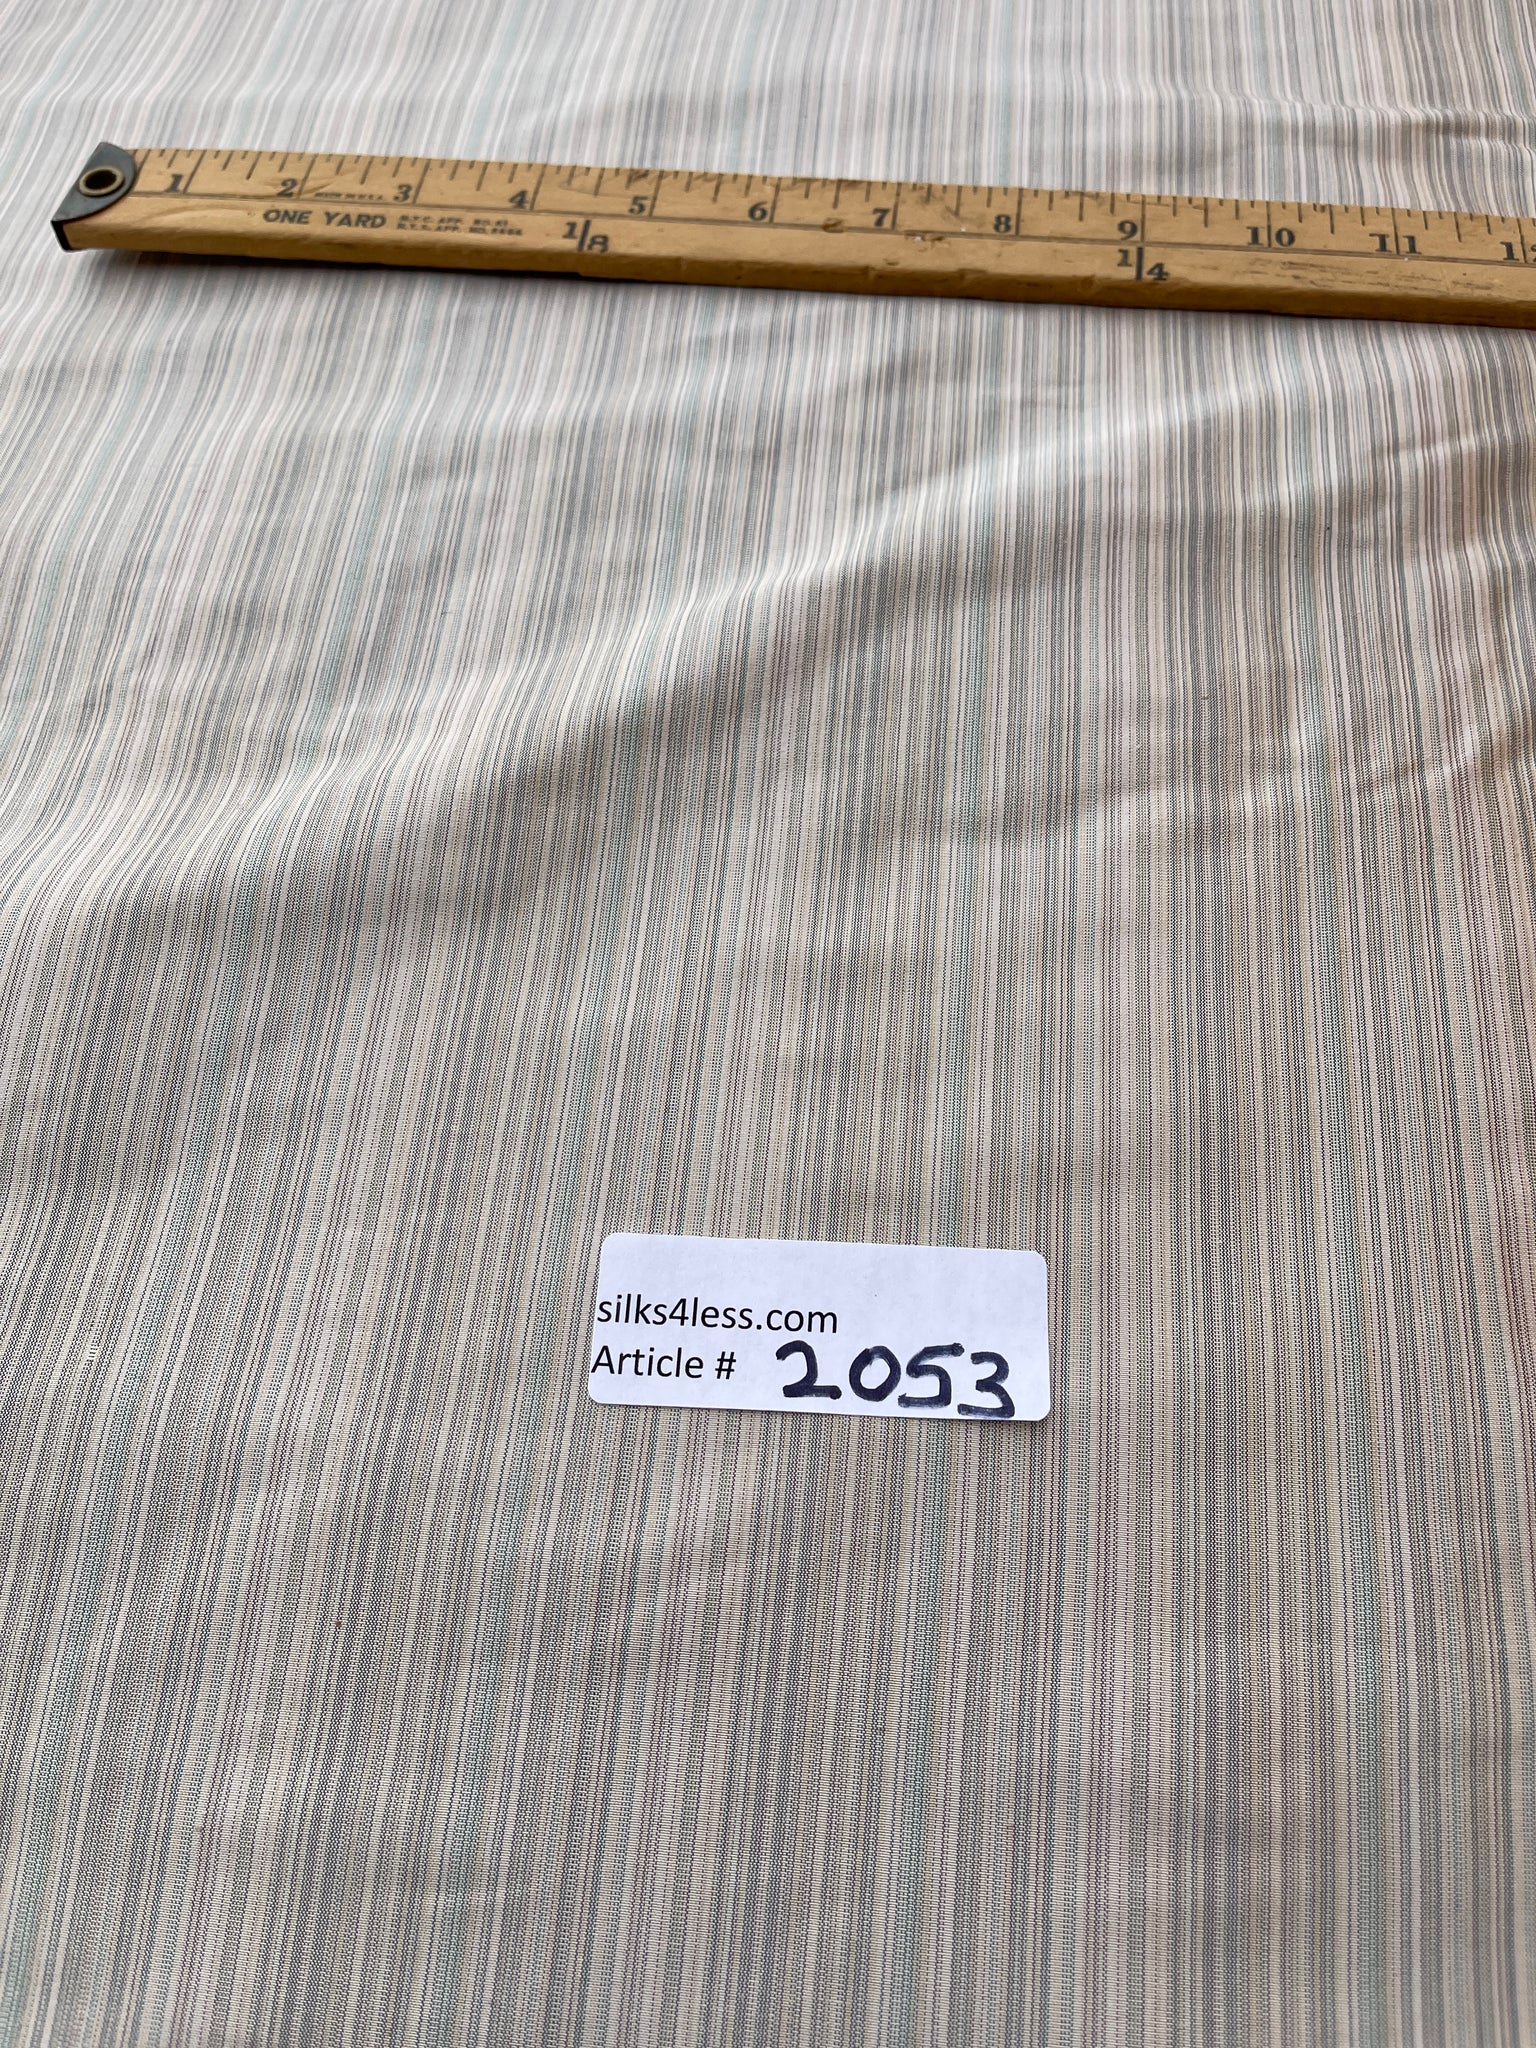 1 2 3 4 5 6 7 8 9 10 11 12
ONE YARD
1/8 1/4
silks4less.com
Article # 2053